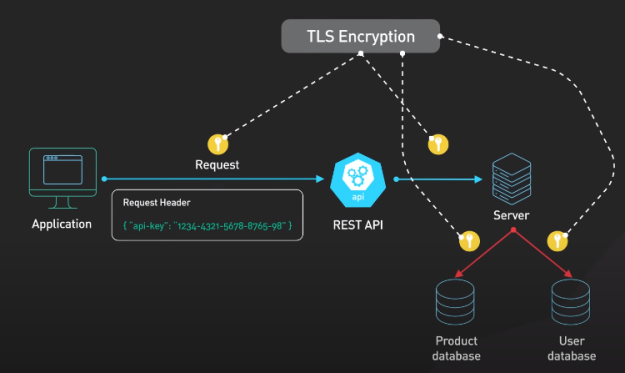 TLS Encryption
Request
Request Header
{ "api-key": "1234-4321-5678-8765-98" }
Application
api
REST API
Server
Product
database
User
database